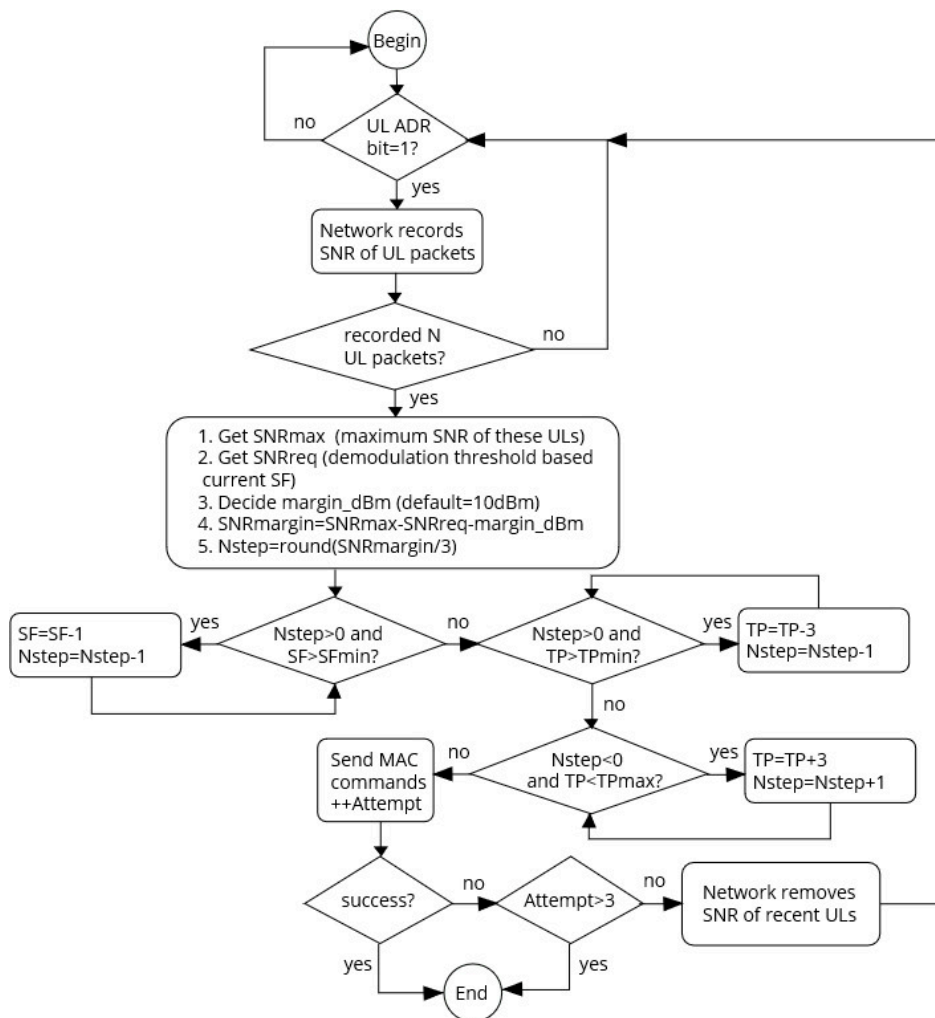 Begin
no
UL ADR
bit=1?
yes
Network records
SNR of UL packets
recorded N
UL packets?
no
yes
1. Get SNRmax (maximum SNR of these ULs)
2. Get SNRreq (demodulation threshold based
current SF)
3. Decide margin_dBm (default=10dBm)
4. SNRmargin=SNRmax-SNRreq-margin_dBm
5. Nstep=round(SNRmargin/3)
SF=SF-1
Nstep=Nstep-1
yes
Nstep>0 and
SF>SFmin?
no
Nstep>0 and
TP>TPmin?
yes
TP=TP-3
Nstep=Nstep-1
no
Send MAC
commands
++Attempt
no
Nstep<0
and TP<TPmax?
yes
TP=TP+3
Nstep=Nstep+1
success?
no
Attempt>3
no
Network removes
SNR of recent ULs
yes
End
yes